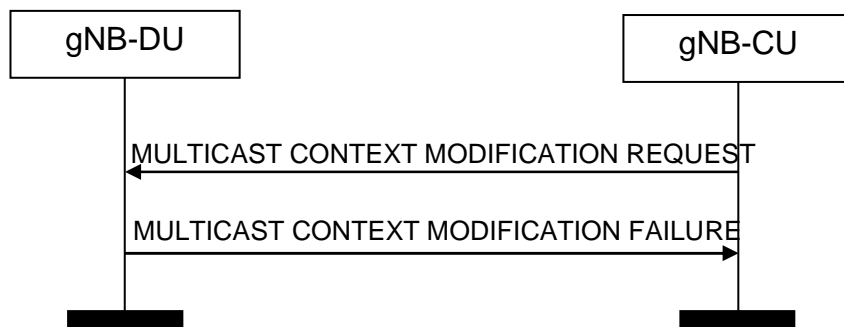 gNB-DU
gNB-CU
MULTICAST CONTEXT MODIFICATION REQUEST
MULTICAST CONTEXT MODIFICATION FAILURE